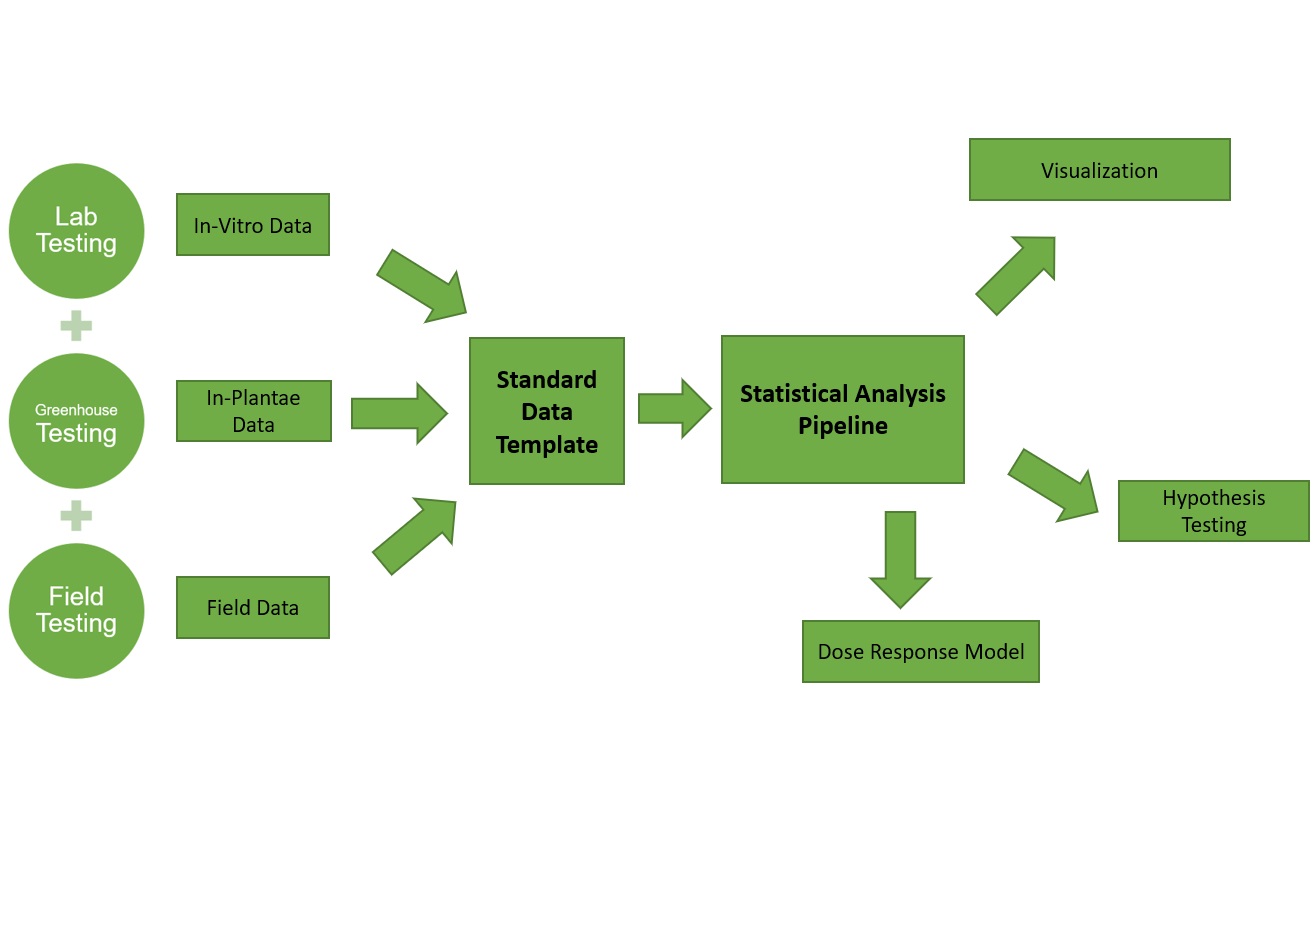 Lab
Testing
In-Vitro Data
Greenhouse
Testing
In-Plantae
Data
Field
Testing
Field Data
Standard
Data
Template
Statistical Analysis
Pipeline
Visualization
Hypothesis
Testing
Dose Response Model